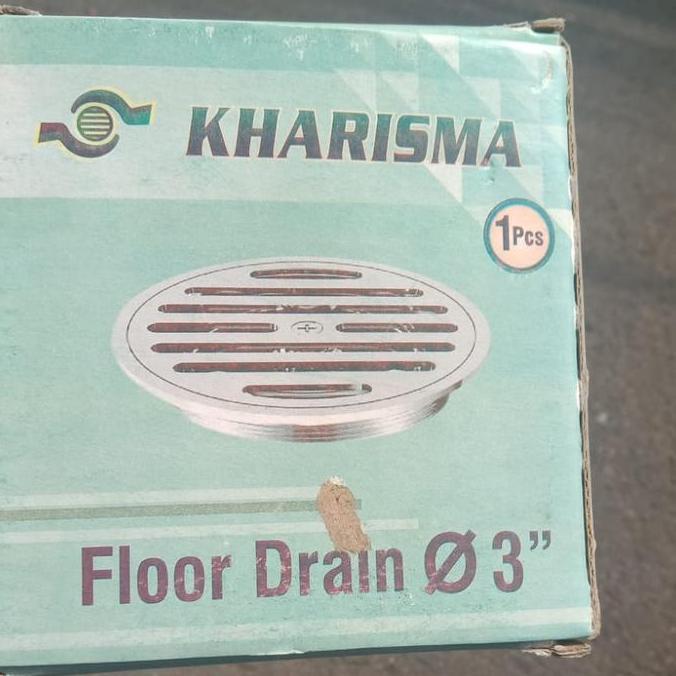 KHARISMA
1Pcs
Floor Drain Ø 3”